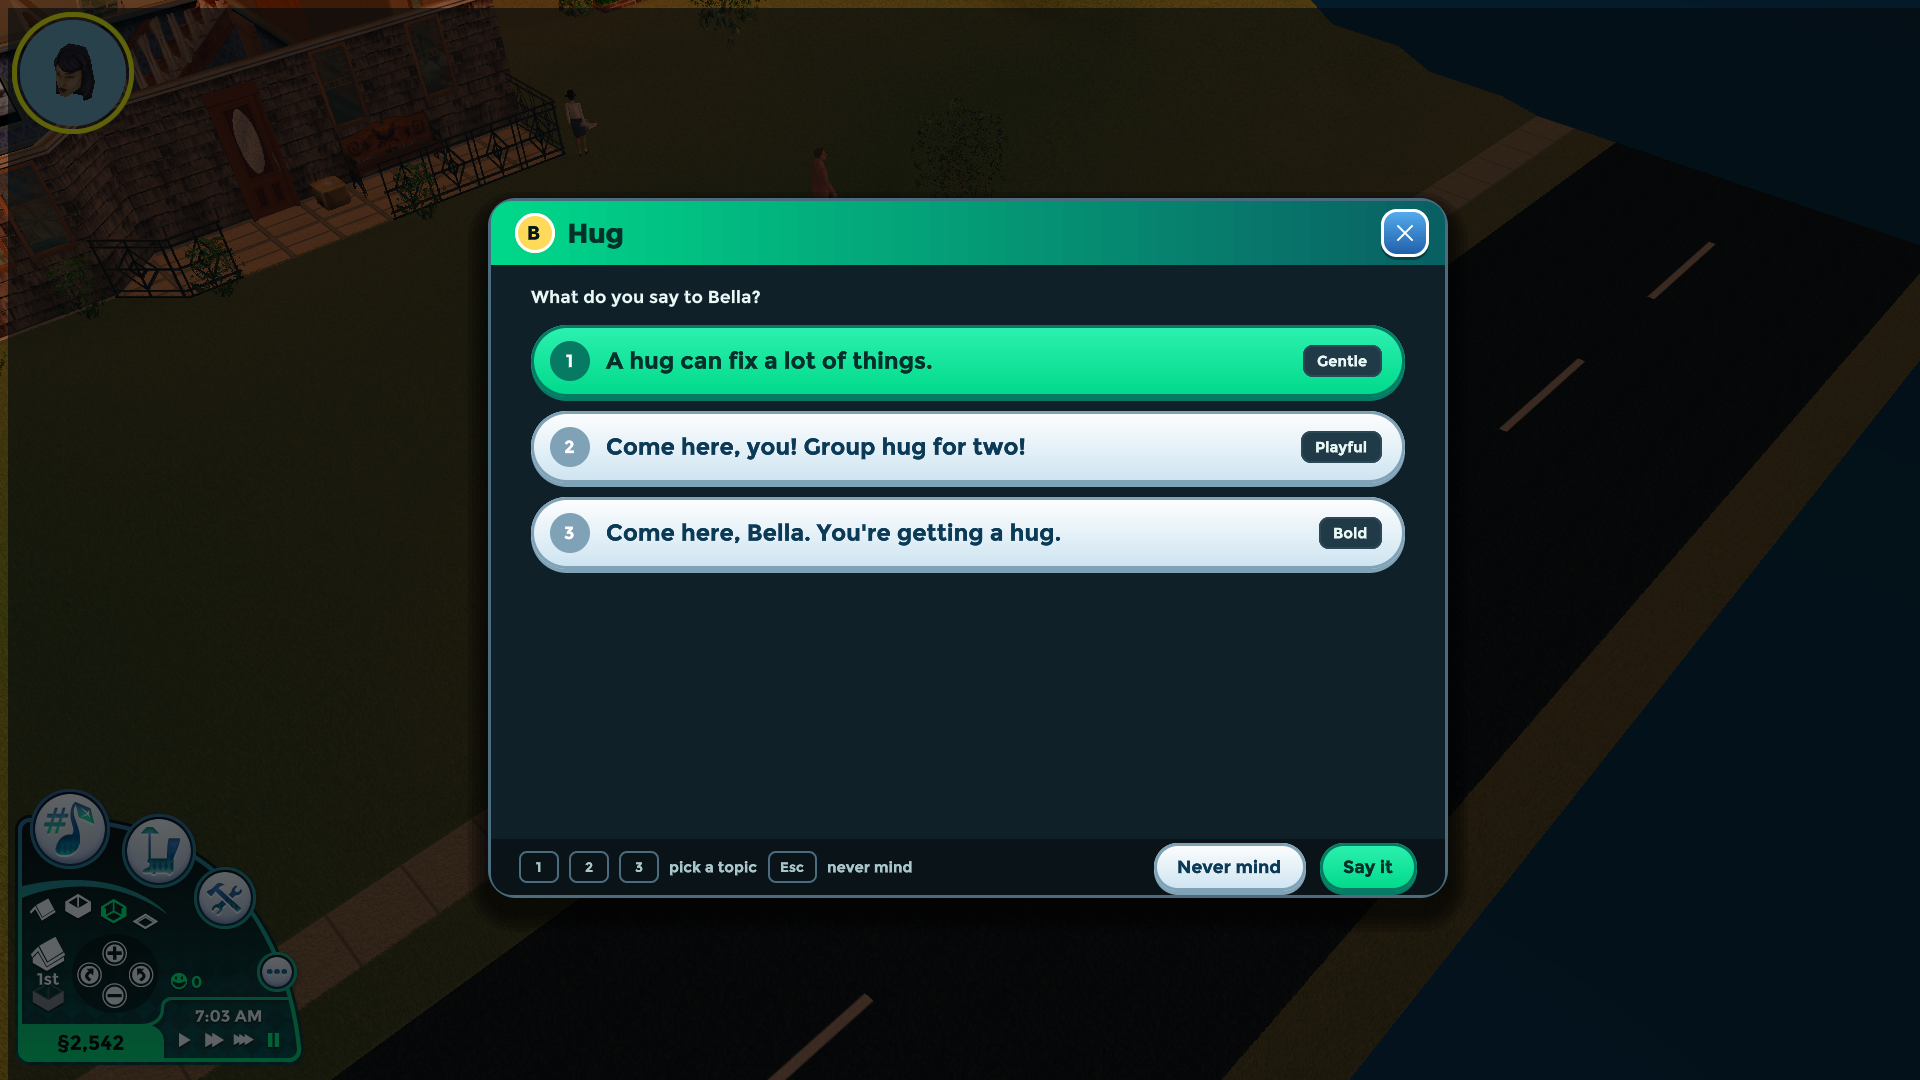 B
Hug
What do you say to Bella?
1 A hug can fix a lot of things. Gentle
2 Come here, you! Group hug for two! Playful
3 Come here, Bella. You're getting a hug. Bold
1 2 3 pick a topic Esc never mind
Never mind
Say it
#
1st
0
7:03 AM
§2,542